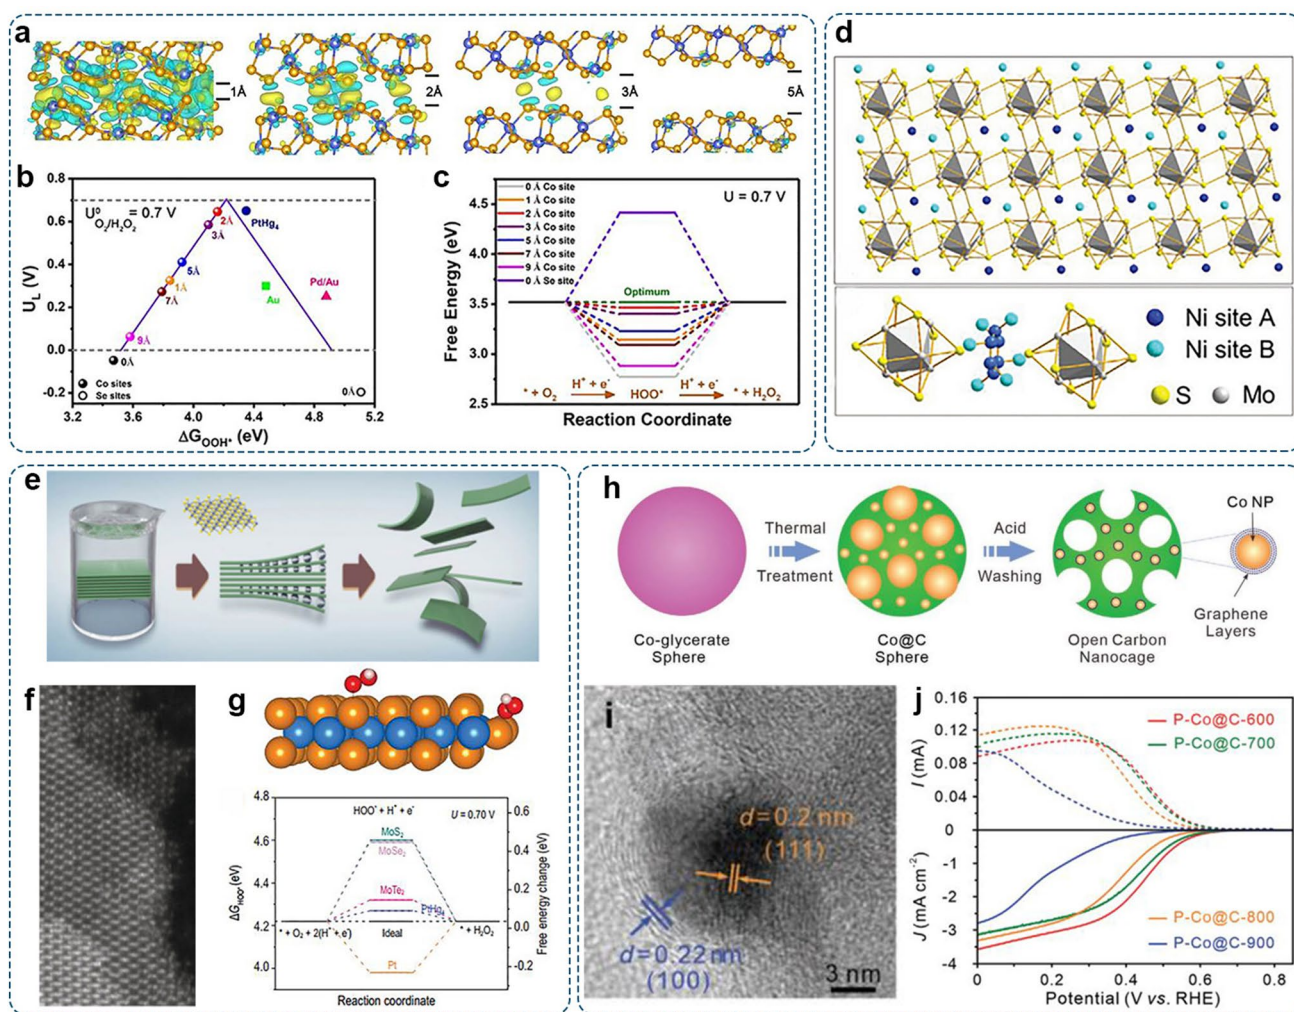 a
1Å
2Å
3Å
5Å
b
0.8
0.6
0.4
0.2
0.0
-0.2
U_L (V)
U⁰_O₂/H₂O₂ = 0.7 V
2Å
3Å
PtHg₄
5Å
1Å
7Å
Au
Pd/Au
9Å
0Å
Co sites
Se sites
0Å
3.2 3.6 4.0 4.4 4.8 5.2
ΔG_OOH* (eV)
c
U = 0.7 V
0 Å Co site
1 Å Co site
2 Å Co site
3 Å Co site
5 Å Co site
7 Å Co site
9 Å Co site
0 Å Se site
4.5
3.5
3.0
2.5
Free Energy (eV)
Optimum
* + O₂
H⁺ + e⁻
HOO*
H⁺ + e⁻
* + H₂O₂
Reaction Coordinate
d
Ni site A
Ni site B
S
Mo
e
f
g
4.8
4.6
4.4
4.2
4.0
ΔG_HOO* (eV)
HOO* + H⁺ + e⁻
U = 0.70 V
MoS₂
MoSe₂
MoTe₂
PtHg₄
* + O₂ + 2(H⁺ + e⁻)
Ideal
* + H₂O₂
Pt
0.6
0.4
0.2
0.0
-0.2
Free energy change (eV)
Reaction coordinate
h
Co-glycerate
Sphere
Thermal
Treatment
Co@C
Sphere
Acid
Washing
Open Carbon
Nanocage
Co NP
Graphene
Layers
i
d = 0.2 nm
(111)
d = 0.22 nm
(100)
3 nm
j
0.16
0.12
0.08
0.04
0
-1
-2
-3
-4
I (mA)
J (mA cm⁻²)
P-Co@C-600
P-Co@C-700
P-Co@C-800
P-Co@C-900
0.0 0.2 0.4 0.6 0.8
Potential (V vs. RHE)